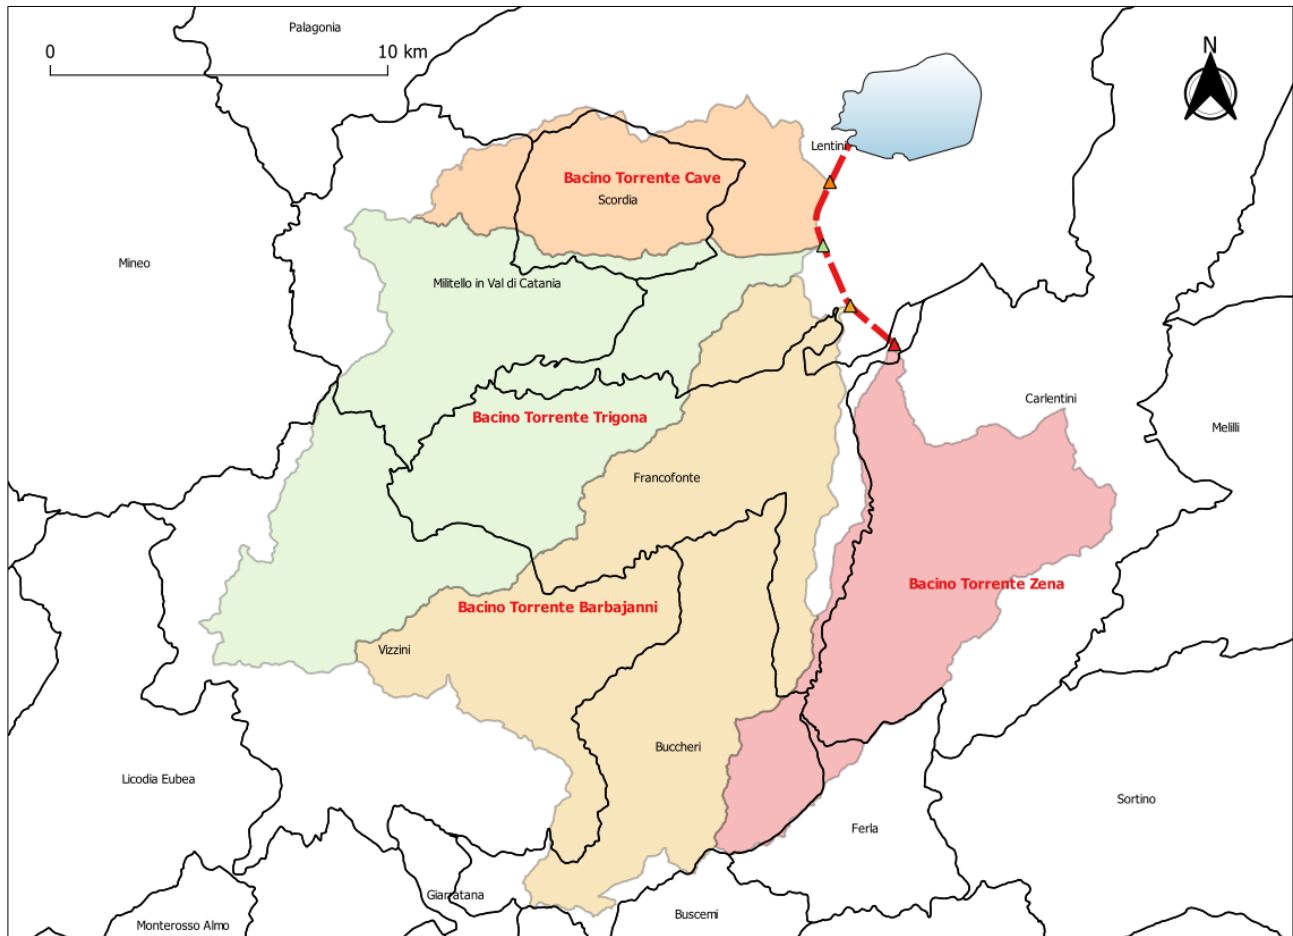 Palagonia
0
10 km
N
Lentini
Bacino Torrente Cave
Scordia
Mineo
Militello in Val di Catania
Carlentini
Bacino Torrente Trigona
Melilli
Francofonte
Bacino Torrente Zena
Bacino Torrente Barbajanni
Vizzini
Buccheri
Licodia Eubea
Sortino
Ferla
Giarratana
Buscemi
Monterosso Almo